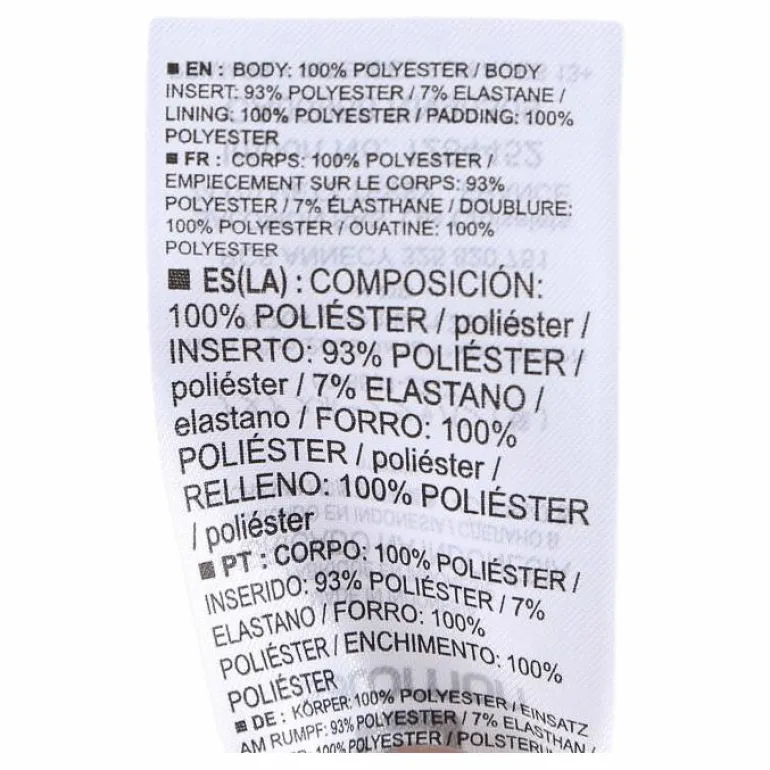 ■ EN : BODY: 100% POLYESTER / BODY
INSERT: 93% POLYESTER / 7% ELASTANE /
LINING: 100% POLYESTER / PADDING: 100%
POLYESTER
■ FR : CORPS: 100% POLYESTER /
EMPIECEMENT SUR LE CORPS: 93%
POLYESTER / 7% ÉLASTHANE / DOUBLURE:
100% POLYESTER / OUATINE: 100%
POLYESTER
■ ES(LA) : COMPOSICIÓN:
100% POLIÉSTER / poliéster /
INSERTO: 93% POLIÉSTER /
poliéster / 7% ELASTANO /
elastano / FORRO: 100%
POLIÉSTER / poliéster /
RELLENO: 100% POLIÉSTER
/ poliéster
■ PT : CORPO: 100% POLIÉSTER /
INSERIDO: 93% POLIÉSTER / 7%
ELASTANO / FORRO: 100%
POLIÉSTER / ENCHIMENTO: 100%
POLIÉSTER
■ DE : KÖRPER: 100% POLYESTER / EINSATZ
AM RUMPF: 93% POLYESTER / 7% ELASTHAN /
100% POLYESTER /